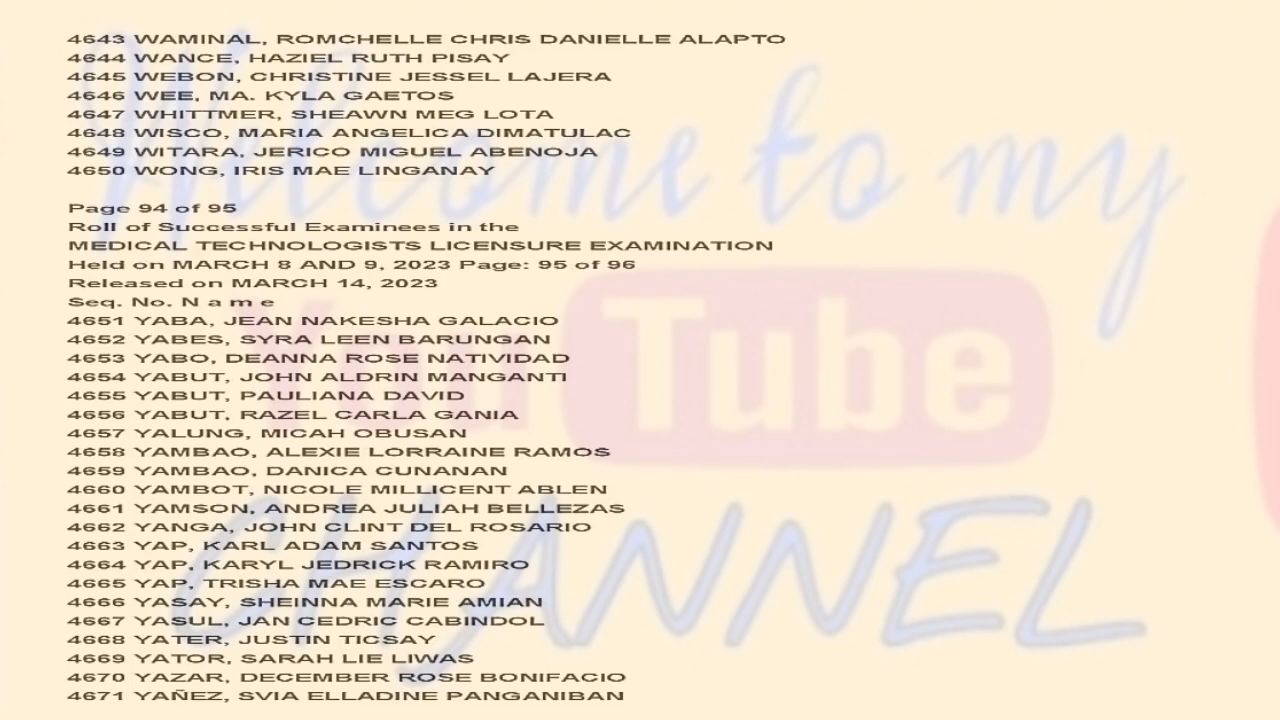 4643 WAMINAL, ROMCHELLE CHRIS DANIELLE ALAPTO
4644 WANCE, HAZIEL RUTH PISAY
4645 WEBON, CHRISTINE JESSEL LAJERA
4646 WEE, MA. KYLA GAETOS
4647 WHITTMER, SHEAWN MEG LOTA
4648 WISCO, MARIA ANGELICA DIMATULAC
4649 WITARA, JERICO MIGUEL ABENOJA
4650 WONG, IRIS MAE LINGANAY
Page 94 of 95
Roll of Successful Examinees in the
MEDICAL TECHNOLOGISTS LICENSURE EXAMINATION
Held on MARCH 8 AND 9, 2023 Page: 95 of 96
Released on MARCH 14, 2023
Seq. No. N a m e
4651 YABA, JEAN NAKESHA GALACIO
4652 YABES, SYRA LEEN BARUNGAN
4653 YABO, DEANNA ROSE NATIVIDAD
4654 YABUT, JOHN ALDRIN MANGANTI
4655 YABUT, PAULIANA DAVID
4656 YABUT, RAZEL CARLA GANIA
4657 YALUNG, MICAH OBUSAN
4658 YAMBAO, ALEXIE LORRAINE RAMOS
4659 YAMBAO, DANICA CUNANAN
4660 YAMBOT, NICOLE MILLICENT ABLEN
4661 YAMSON, ANDREA JULIAH BELLEZAS
4662 YANGA, JOHN CLINT DEL ROSARIO
4663 YAP, KARL ADAM SANTOS
4664 YAP, KARYL JEDRICK RAMIRO
4665 YAP, TRISHA MAE ESCARO
4666 YASAY, SHEINNA MARIE AMIAN
4667 YASUL, JAN CEDRIC CABINDOL
4668 YATER, JUSTIN TICSAY
4669 YATOR, SARAH LIE LIWAS
4670 YAZAR, DECEMBER ROSE BONIFACIO
4671 YAÑEZ, SVIA ELLADINE PANGANIBAN
Welcome to my
You Tube
CHANNEL